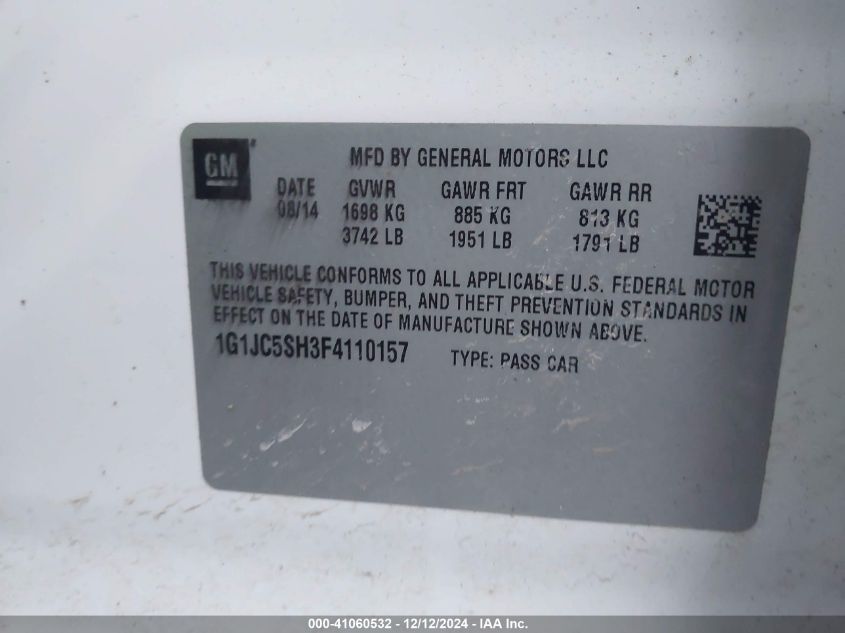 GM
MFD BY GENERAL MOTORS LLC
DATE GVWR GAWR FRT GAWR RR
08/14 1698 KG 885 KG 813 KG
3742 LB 1951 LB 1791 LB
THIS VEHICLE CONFORMS TO ALL APPLICABLE U.S. FEDERAL MOTOR
VEHICLE SAFETY, BUMPER, AND THEFT PREVENTION STANDARDS IN
EFFECT ON THE DATE OF MANUFACTURE SHOWN ABOVE.
1G1JC5SH3F4110157 TYPE: PASS CAR
000-41060532 - 12/12/2024 - IAA Inc.